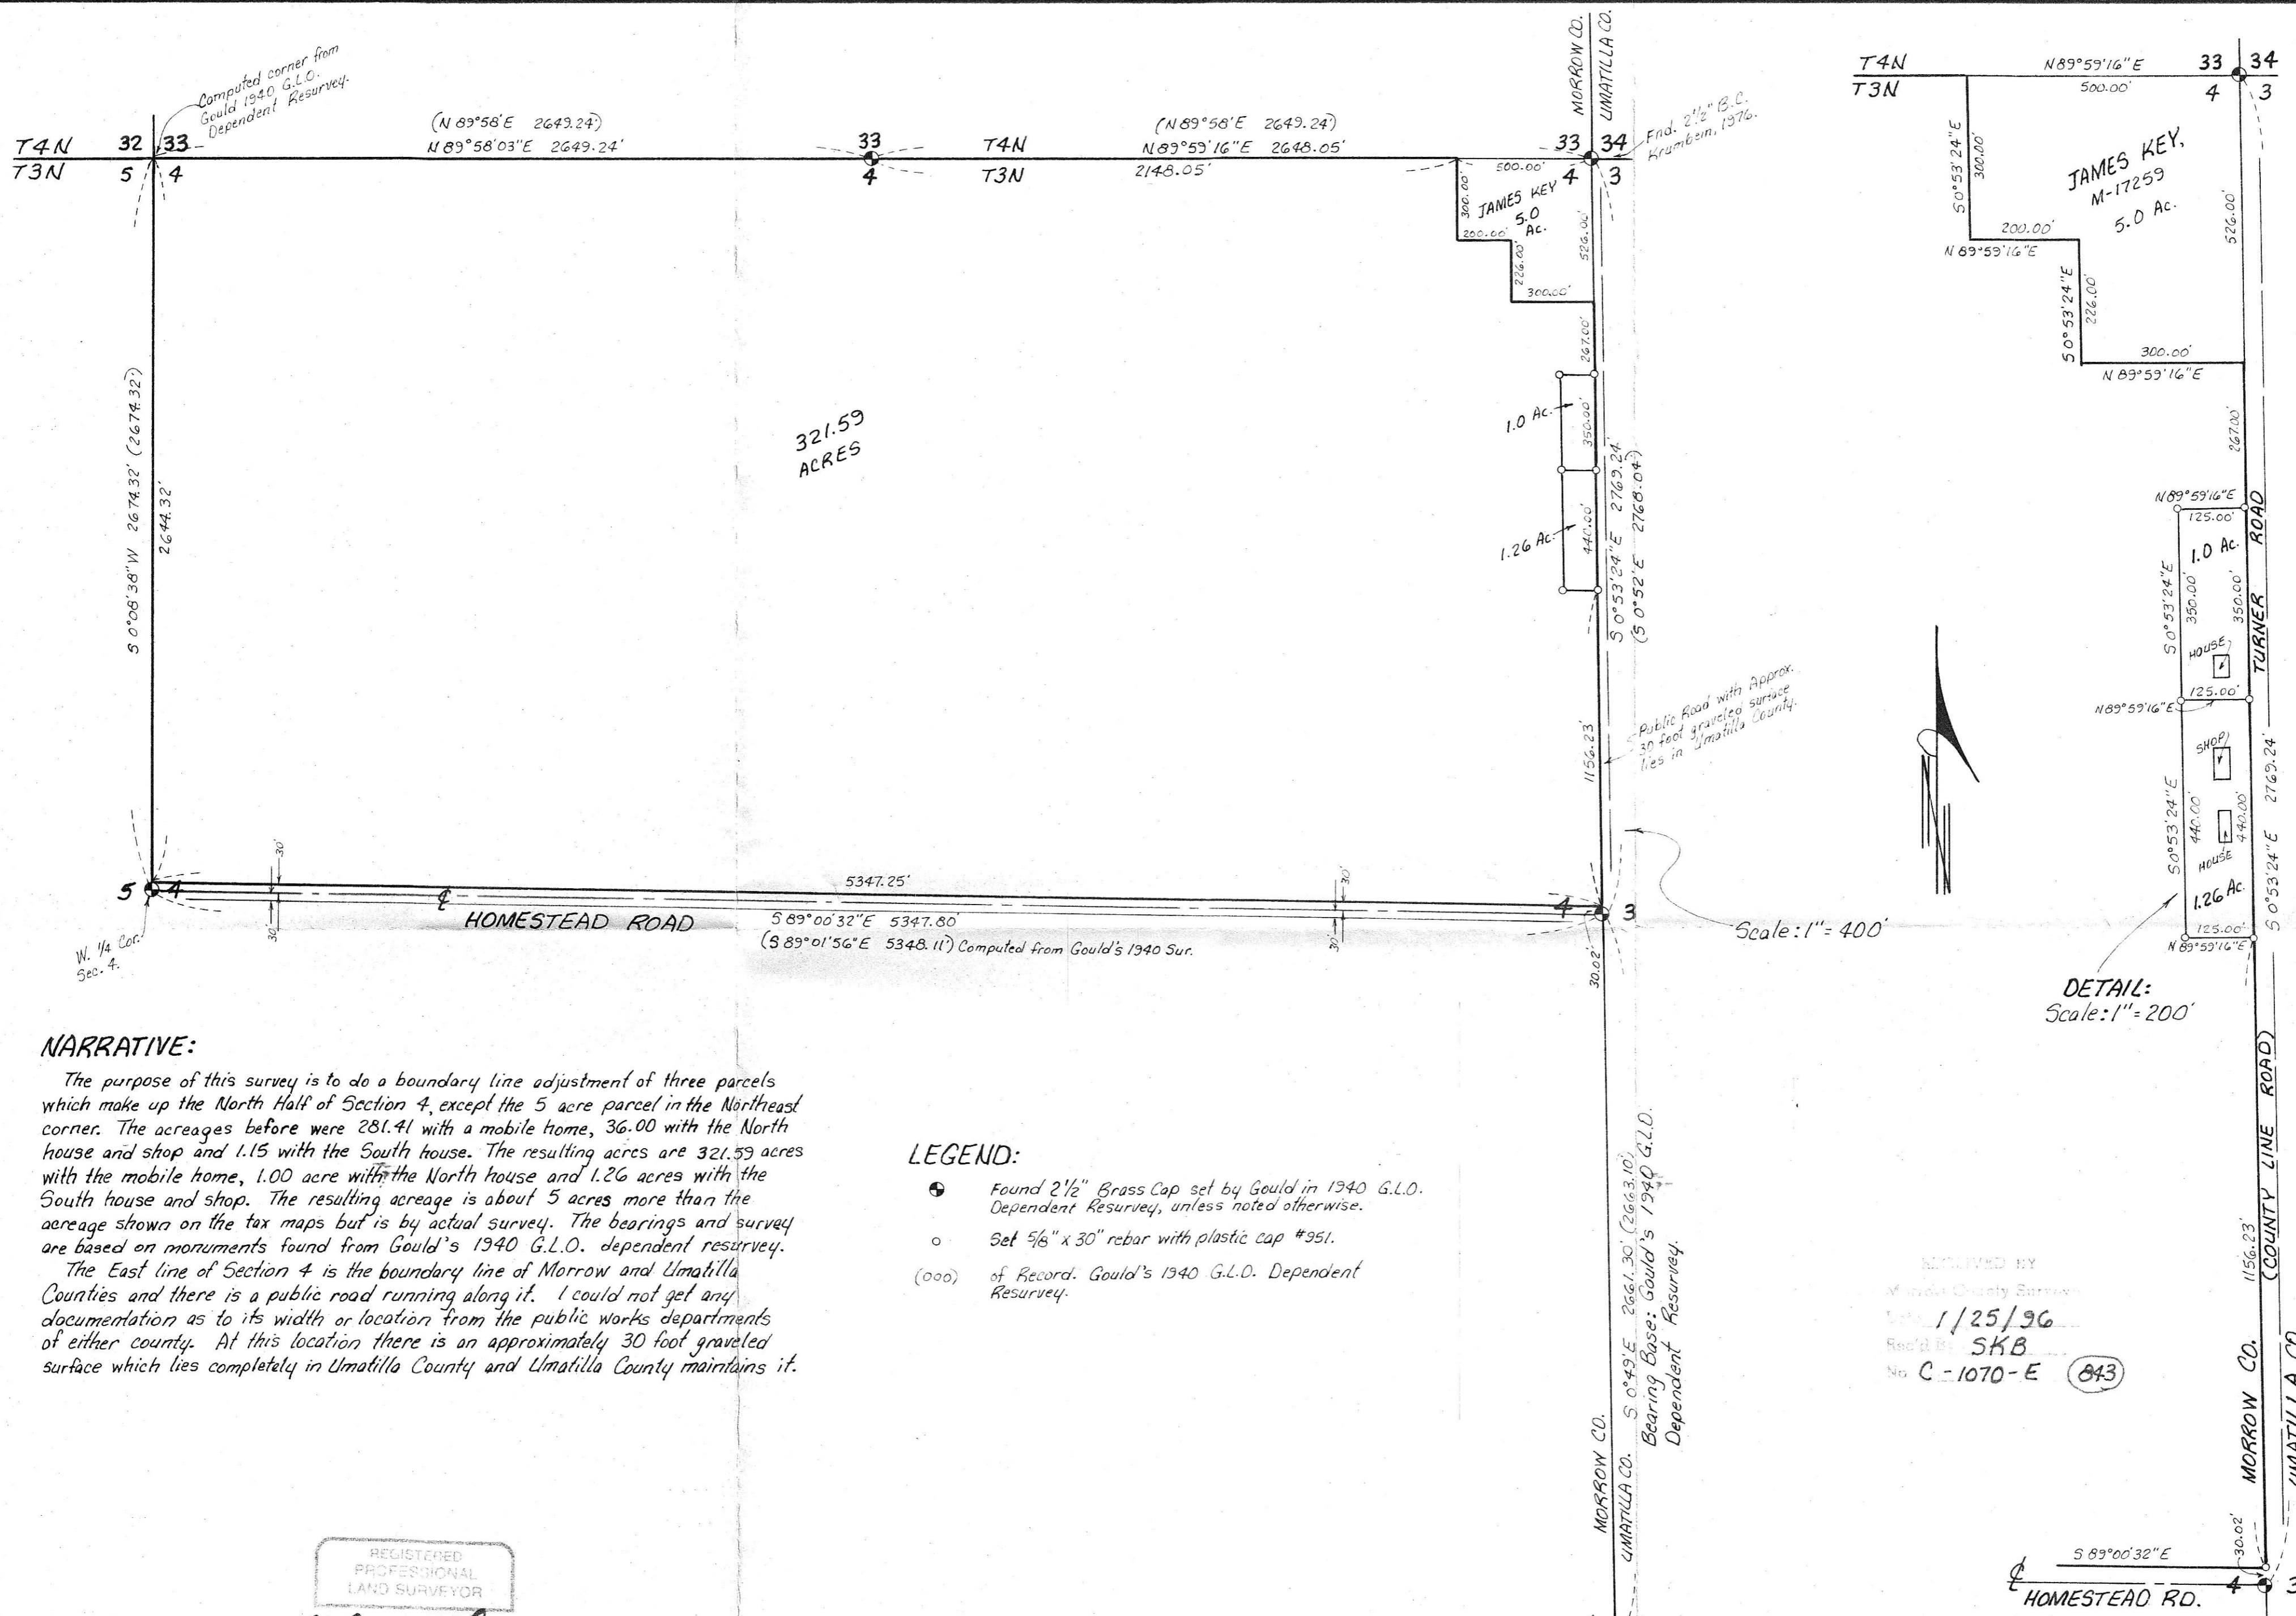 Computed corner from
Gould 1940 G.L.O.
Dependent Resurvey.
T4N
T3N
32 33
5 4
(N 89°58'E 2649.24')
N 89°58'03"E 2649.24'
33
4
T4N
T3N
(N 89°58'E 2649.24')
N 89°59'16"E 2648.05'
2148.05'
MORROW CO.
UMATILLA CO.
33 34
4 3
Fnd. 2½" B.C.
Krumbein, 1976.
500.00'
300.00'
JAMES KEY
5.0
Ac.
200.00'
226.00'
526.00'
300.00'
267.00'
1.0 Ac.
350.00'
1.26 Ac.
440.00'
S 0°53'24"E 2769.24'
(S 0°52'E 2768.04')
1156.23'
Public Road with Approx.
30 foot graveled surface
lies in Umatilla County.
S 0°08'38"W 2674.32' (2674.32')
2644.32'
321.59
ACRES
5 4
W. ¼ Cor.
Sec. 4.
30'
30'
℄
HOMESTEAD ROAD
5347.25'
S 89°00'32"E 5347.80'
(S 89°01'56"E 5348.11') Computed from Gould's 1940 Sur.
30'
30'
4 3
30.02'
Scale: 1" = 400'
MORROW CO.
UMATILLA CO.
S 0°49'E 2661.30' (2663.10')
Bearing Base: Gould's 1940 G.L.O.
Dependent Resurvey.
N
T4N
T3N
N 89°59'16"E
500.00'
33 34
4 3
S 0°53'24"E
300.00'
JAMES KEY,
M-17259
5.0 Ac.
526.00'
200.00'
N 89°59'16"E
S 0°53'24"E
226.00'
300.00'
N 89°59'16"E
267.00'
N 89°59'16"E
125.00'
1.0 Ac.
S 0°53'24"E
350.00'
350.00'
HOUSE
125.00'
N 89°59'16"E
SHOP
S 0°53'24"E
440.00'
440.00'
HOUSE
1.26 Ac.
125.00'
N 89°59'16"E
TURNER ROAD
S 0°53'24"E 2769.24'
(COUNTY LINE ROAD)
DETAIL:
Scale: 1" = 200'
1156.23'
MORROW CO.
UMATILLA CO.
30.02'
S 89°00'32"E
℄
HOMESTEAD RD.
4 3
NARRATIVE:
The purpose of this survey is to do a boundary line adjustment of three parcels
which make up the North Half of Section 4, except the 5 acre parcel in the Northeast
corner. The acreages before were 281.41 with a mobile home, 36.00 with the North
house and shop and 1.15 with the South house. The resulting acres are 321.59 acres
with the mobile home, 1.00 acre with the North house and 1.26 acres with the
South house and shop. The resulting acreage is about 5 acres more than the
acreage shown on the tax maps but is by actual survey. The bearings and survey
are based on monuments found from Gould's 1940 G.L.O. dependent resurvey.
The East line of Section 4 is the boundary line of Morrow and Umatilla
Counties and there is a public road running along it. I could not get any
documentation as to its width or location from the public works departments
of either county. At this location there is an approximately 30 foot graveled
surface which lies completely in Umatilla County and Umatilla County maintains it.
LEGEND:
Found 2½" Brass Cap set by Gould in 1940 G.L.O.
Dependent Resurvey, unless noted otherwise.
Set 5/8" x 30" rebar with plastic cap #951.
(000) of Record. Gould's 1940 G.L.O. Dependent
Resurvey.
RECEIVED BY
Morrow County Surveyor
1/25/96
Rec'd By SKB
No. C-1070-E 843
REGISTERED
PROFESSIONAL
LAND SURVEYOR